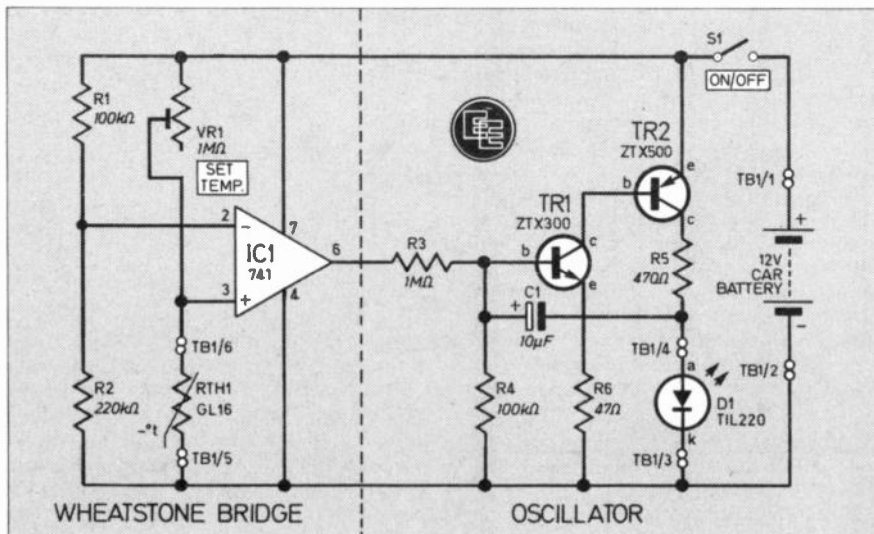 S1
ON/OFF
R1
100kΩ
VR1
1MΩ
SET
TEMP.
EE
TR2
ZTX500
e
b
c
TB1/1
2
7
IC1
741
6
3
4
R3
1MΩ
TR1
ZTX300
b
c
e
R5
470Ω
+
12V
CAR
BATTERY
-
+ C1
10μF
TB1/6
TB1/4
TB1/2
R2
220kΩ
RTH1
GL16
-°t
R4
100kΩ
R6
47Ω
a
D1
TIL220
k
TB1/5
TB1/3
WHEATSTONE BRIDGE
OSCILLATOR